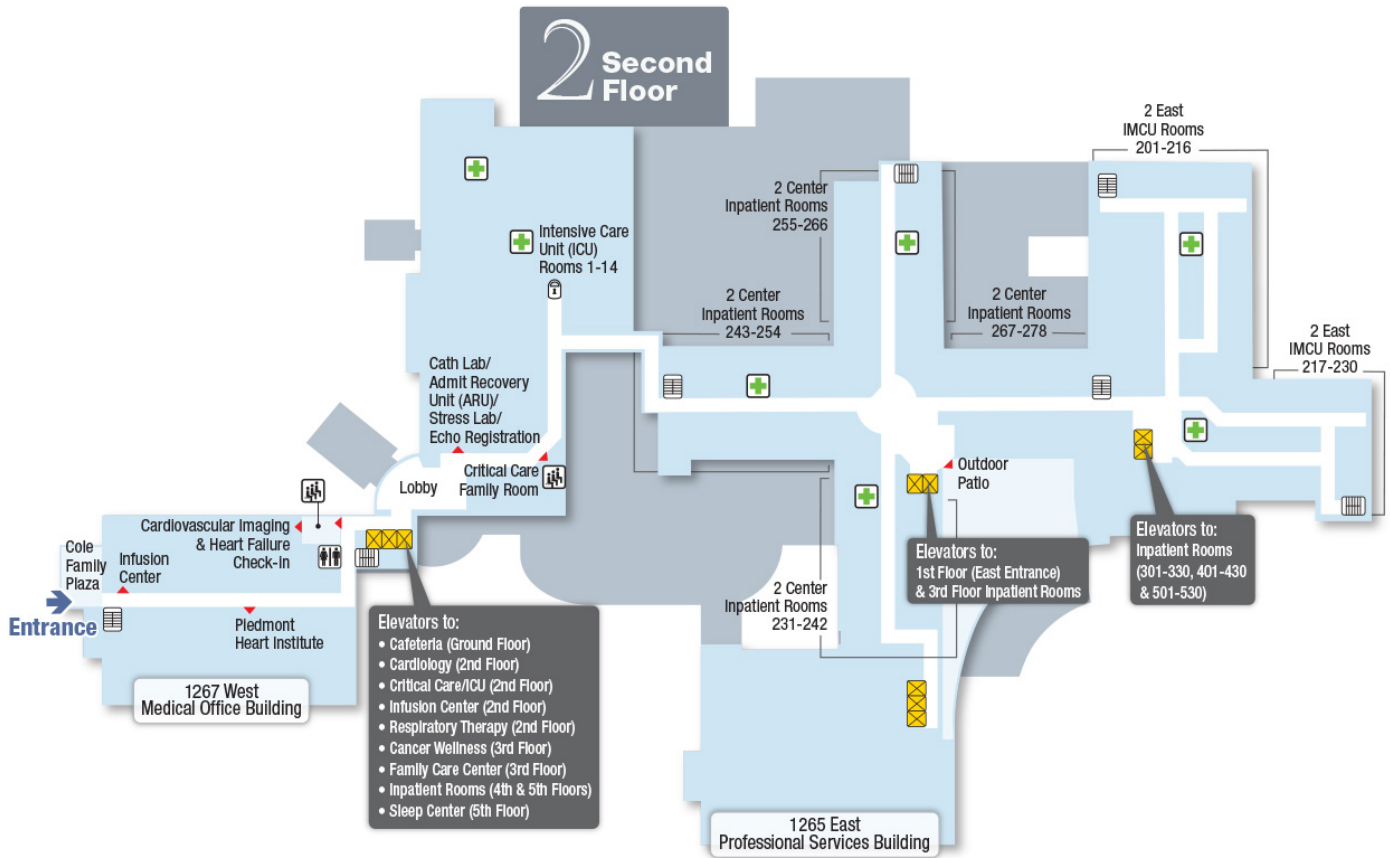 2 Second
Floor
2 East
IMCU Rooms
201-216
2 Center
Inpatient Rooms
255-266
Intensive Care
Unit (ICU)
Rooms 1-14
2 Center
Inpatient Rooms
243-254
2 Center
Inpatient Rooms
267-278
2 East
IMCU Rooms
217-230
Cath Lab/
Admit Recovery
Unit (ARU)/
Stress Lab/
Echo Registration
Critical Care
Family Room
Lobby
Outdoor
Patio
Cardiovascular Imaging
& Heart Failure
Check-In
Cole
Family
Plaza
Infusion
Center
Entrance
Piedmont
Heart Institute
1267 West
Medical Office Building
Elevators to:
• Cafeteria (Ground Floor)
• Cardiology (2nd Floor)
• Critical Care/ICU (2nd Floor)
• Infusion Center (2nd Floor)
• Respiratory Therapy (2nd Floor)
• Cancer Wellness (3rd Floor)
• Family Care Center (3rd Floor)
• Inpatient Rooms (4th & 5th Floors)
• Sleep Center (5th Floor)
2 Center
Inpatient Rooms
231-242
Elevators to:
1st Floor (East Entrance)
& 3rd Floor Inpatient Rooms
Elevators to:
Inpatient Rooms
(301-330, 401-430
& 501-530)
1265 East
Professional Services Building